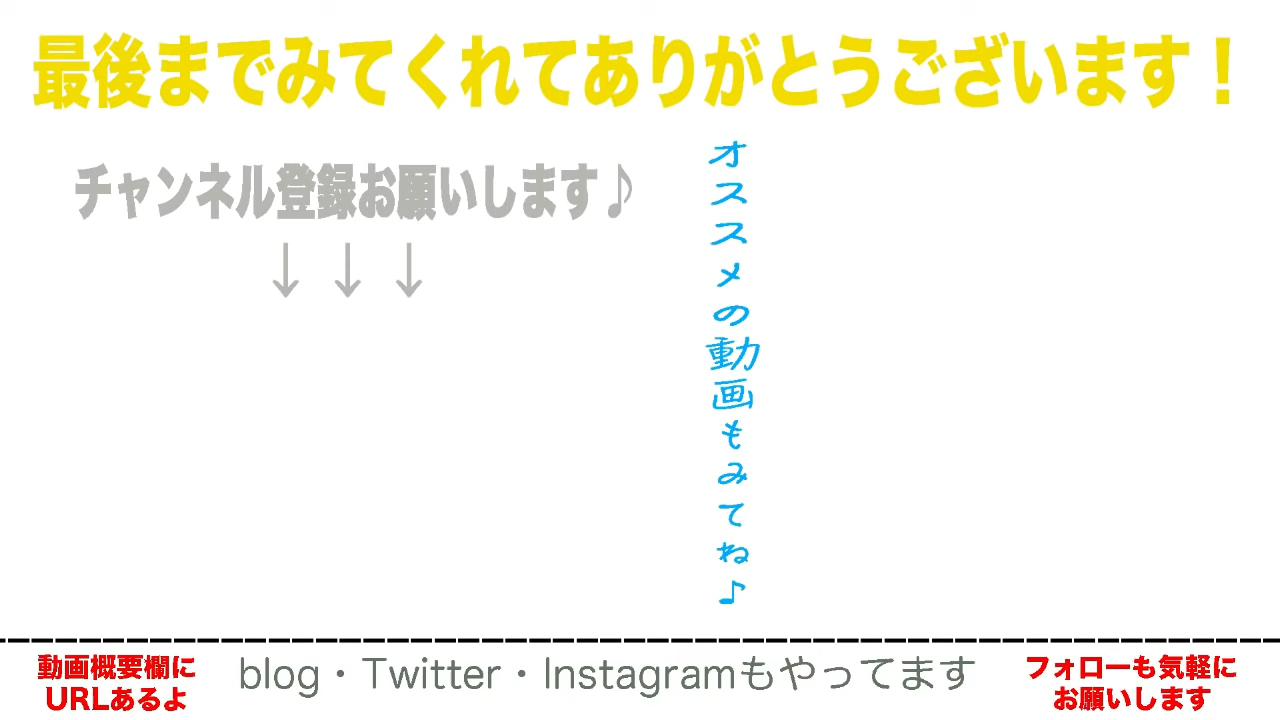 最後までみてくれてありがとうございます！
チャンネル登録お願いします♪
↓ ↓ ↓
オススメの動画もみてね♪
動画概要欄に
URLあるよ
blog・Twitter・Instagramもやってます
フォローも気軽に
お願いします